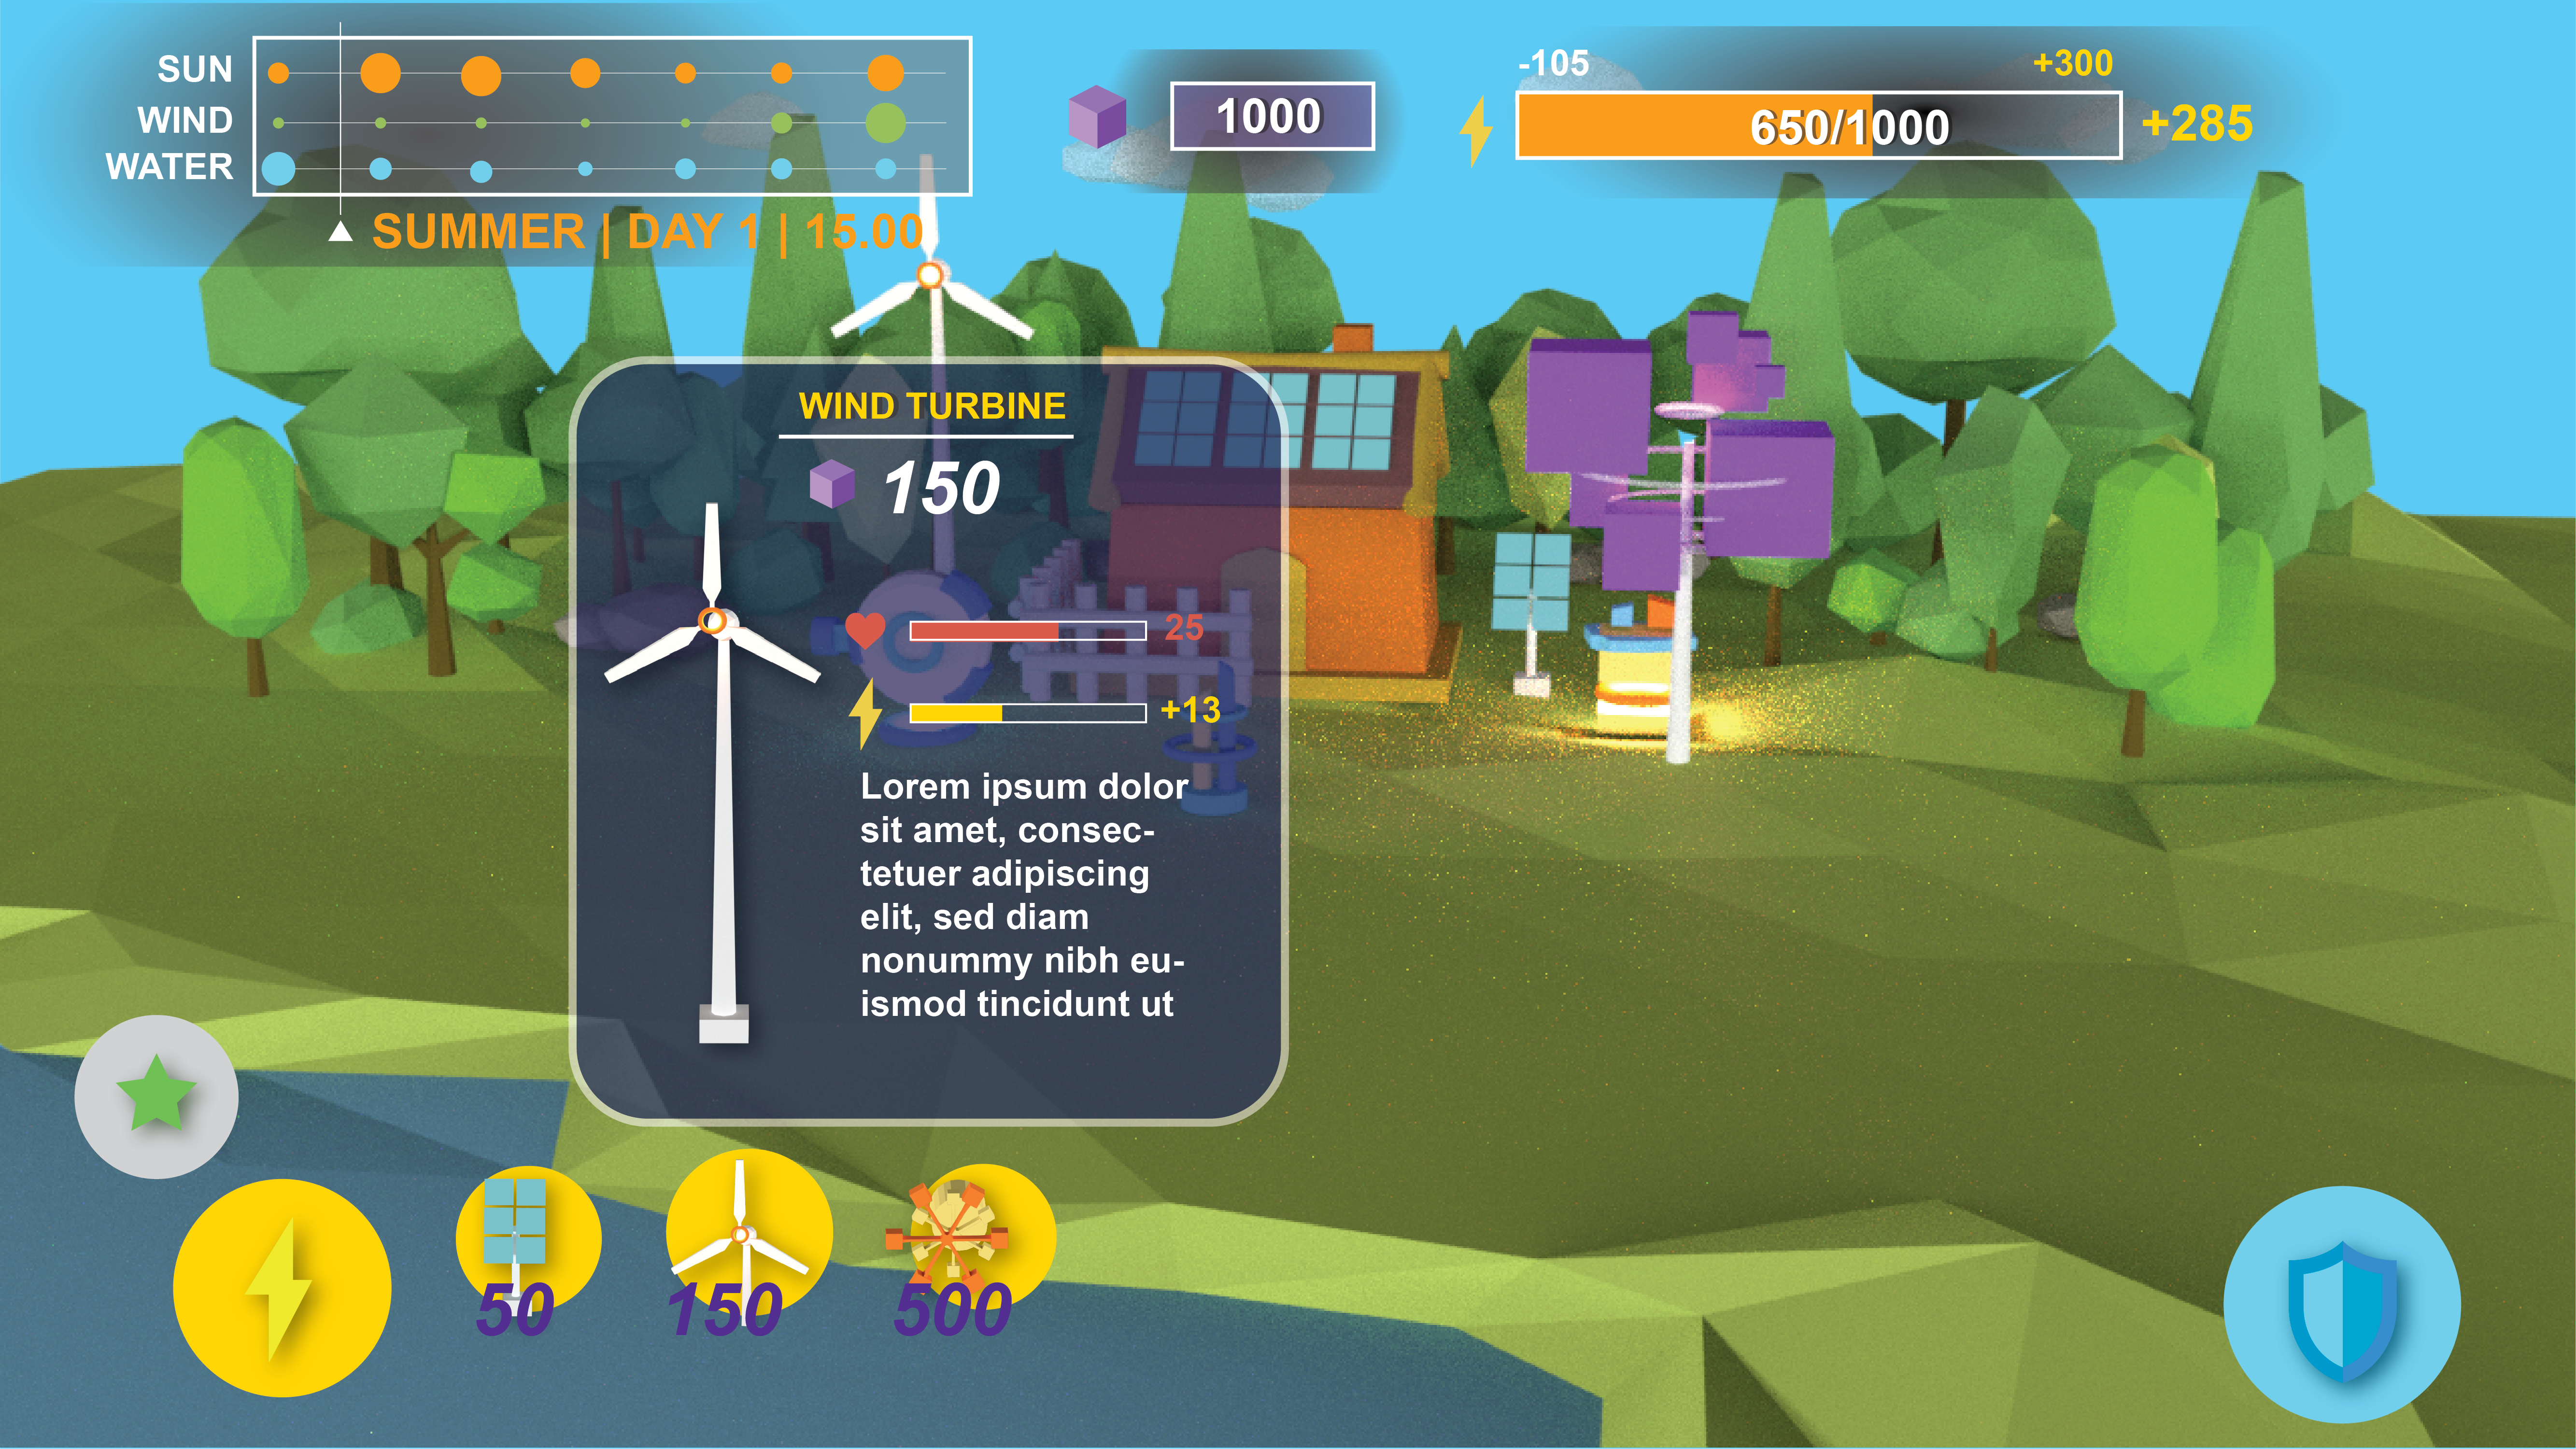 SUN
WIND
WATER
SUMMER | DAY 1 | 15.00
1000
-105
+300
650/1000
+285
WIND TURBINE
150
25
+13
Lorem ipsum dolor
sit amet, consec-
tetuer adipiscing
elit, sed diam
nonummy nibh eu-
ismod tincidunt ut
50
150
500